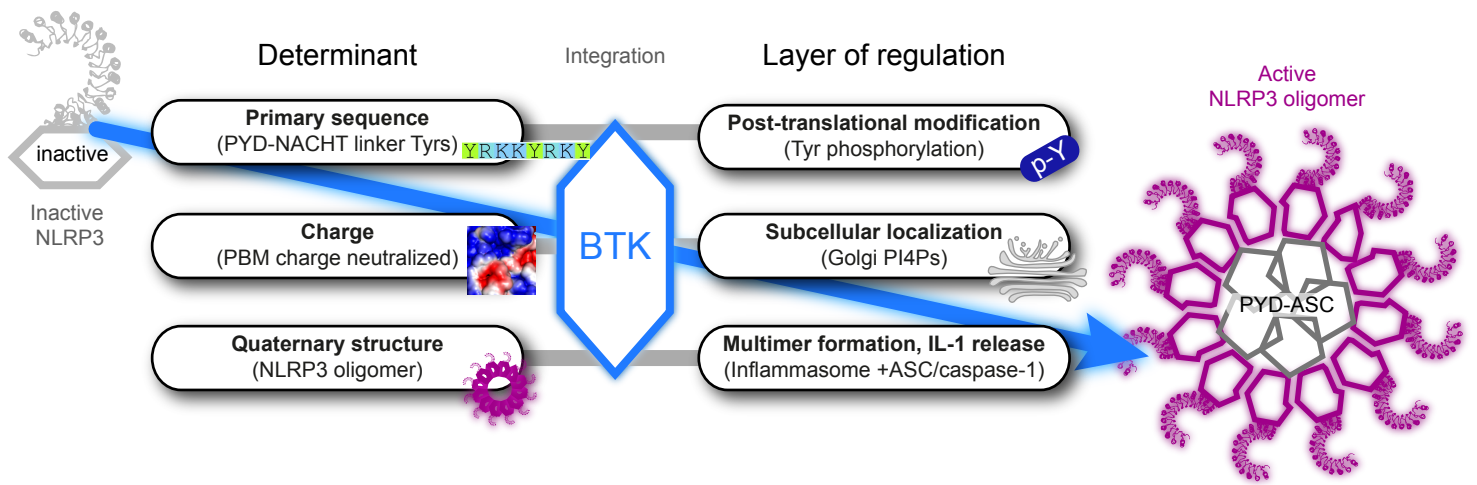 Determinant
Integration
Layer of regulation
Active
NLRP3 oligomer
inactive
Inactive
NLRP3
Primary sequence
(PYD-NACHT linker Tyrs)
YRKKYRKY
Post-translational modification
(Tyr phosphorylation)
p-Y
Charge
(PBM charge neutralized)
BTK
Subcellular localization
(Golgi PI4Ps)
Quaternary structure
(NLRP3 oligomer)
Multimer formation, IL-1 release
(Inflammasome +ASC/caspase-1)
PYD-ASC